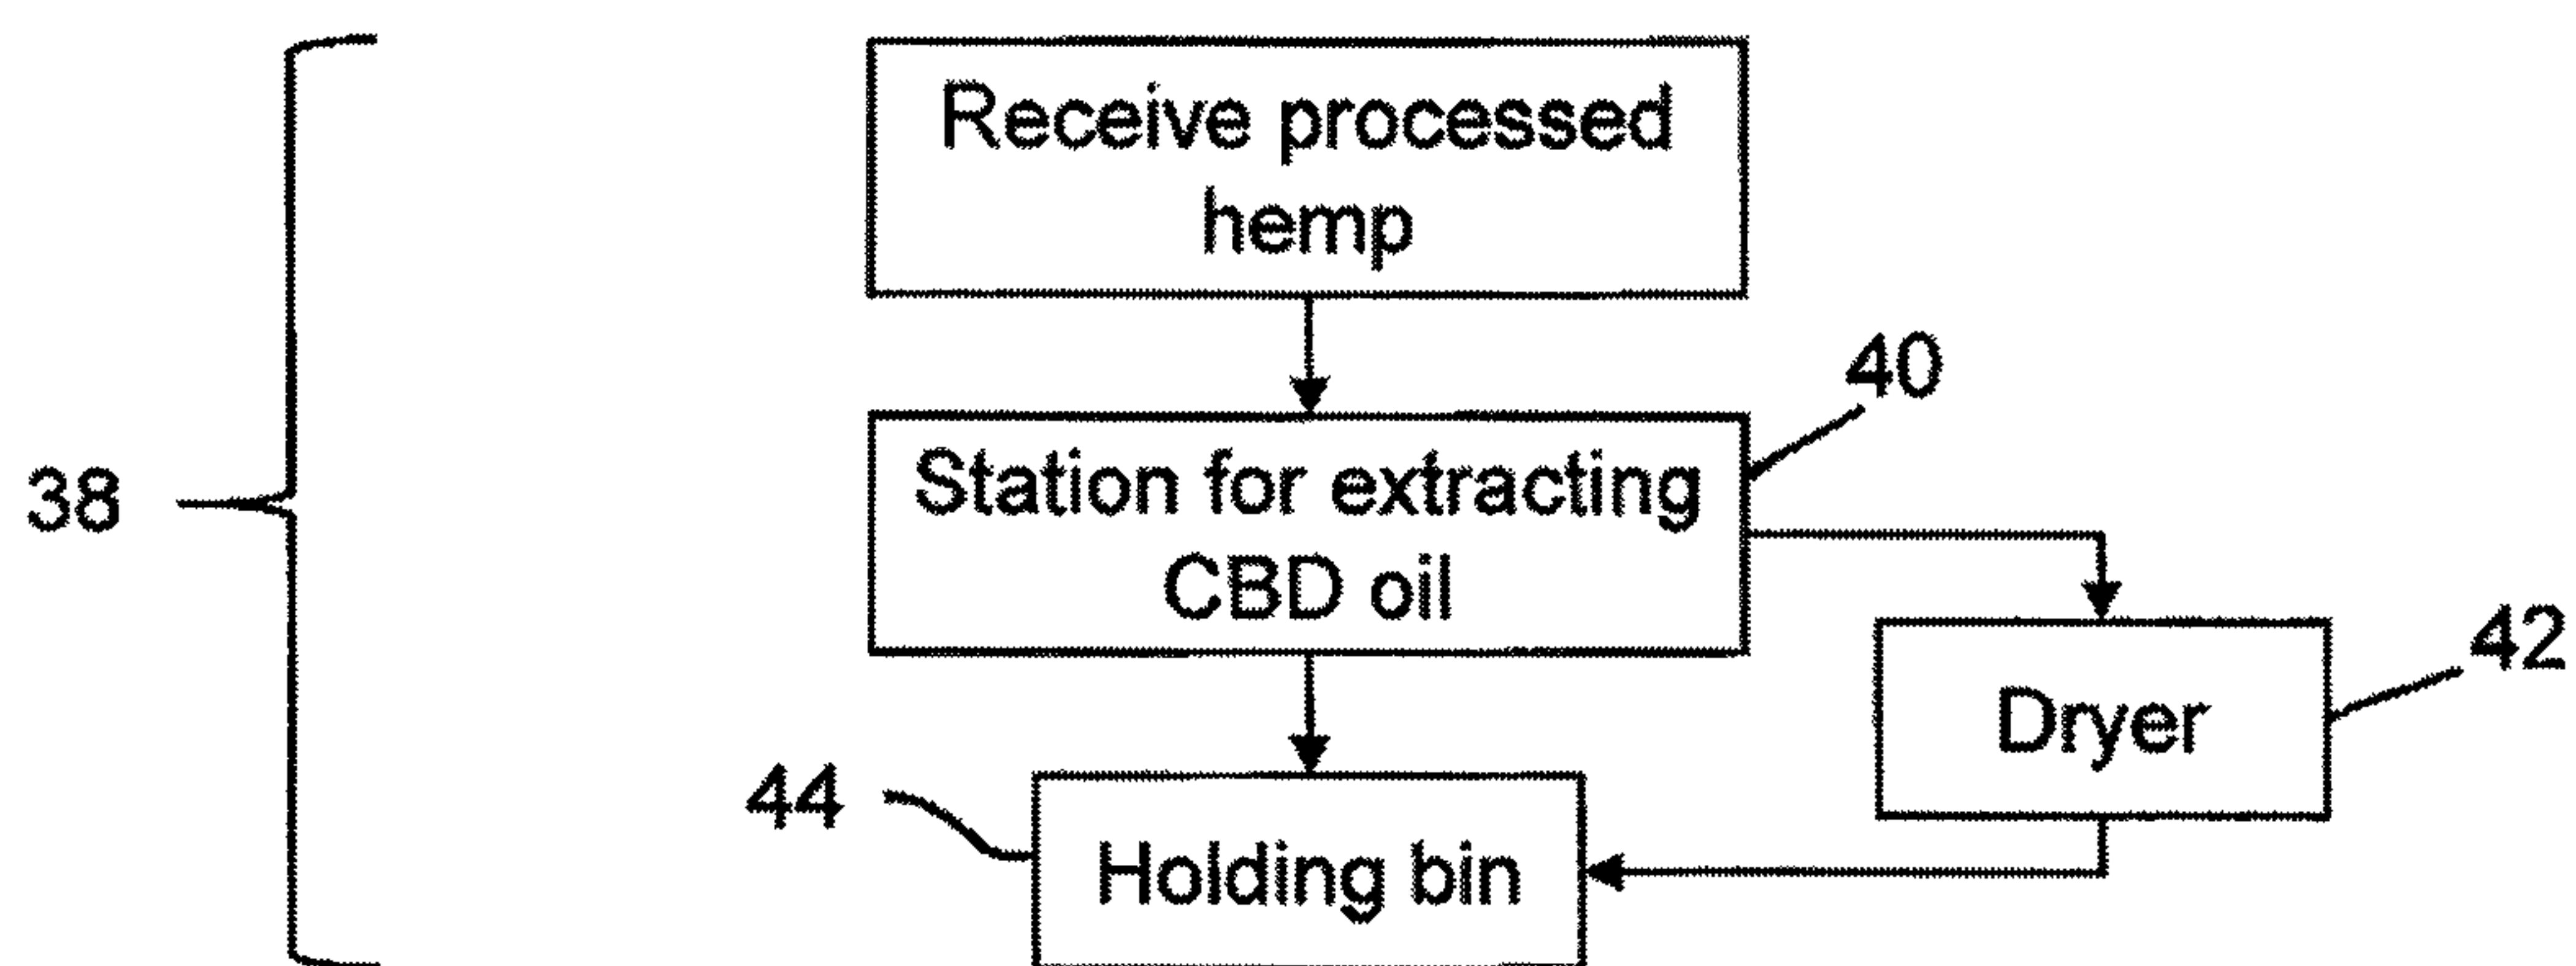 Receive processed
hemp
40
Station for extracting
CBD oil
38
42
Dryer
44
Holding bin